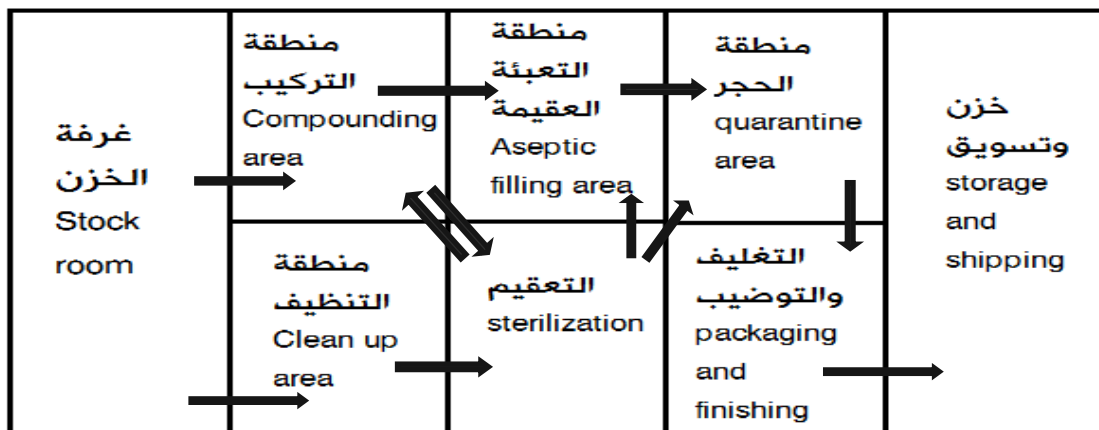 غرفة
الخزن
Stock
room
منطقة
التركيب
Compounding
area
منطقة
التعبئة
العقيمة
Aseptic
filling area
منطقة
الحجر
quarantine
area
خزن
وتسويق
storage
and
shipping
منطقة
التنظيف
Clean up
area
التعقيم
sterilization
التغليف
والتوضيب
packaging
and
finishing